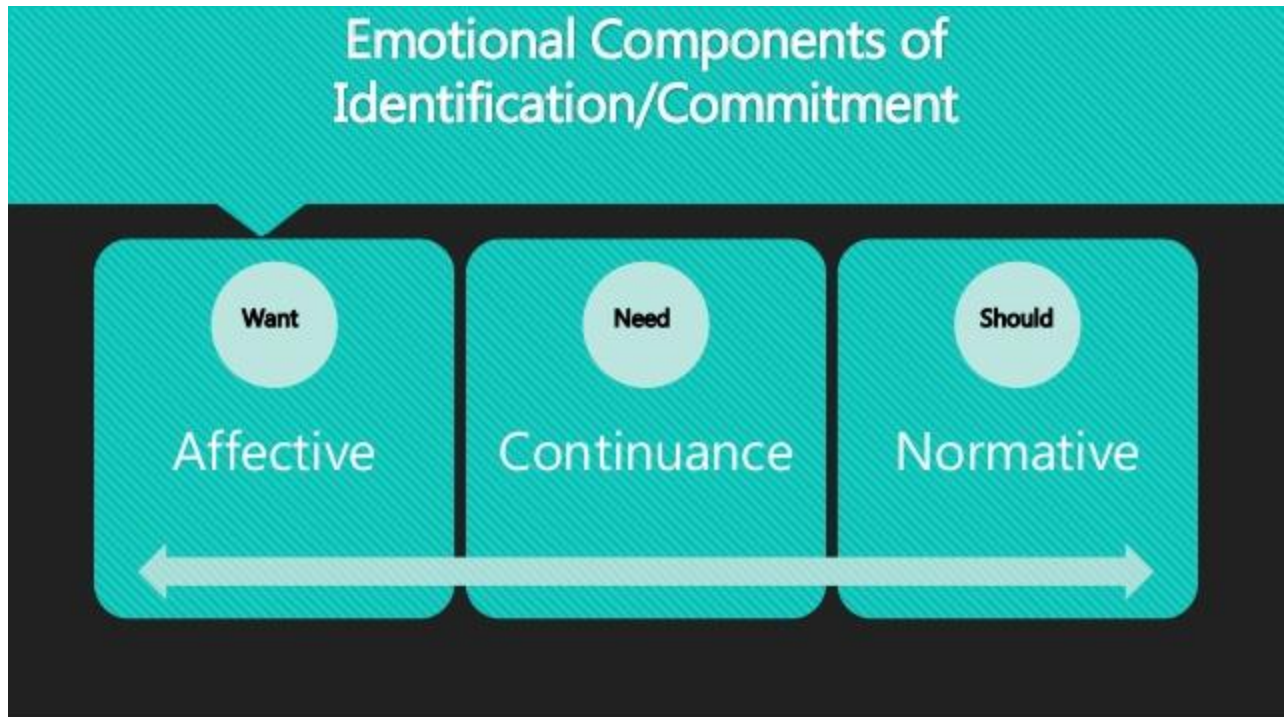 Emotional Components of
Identification/Commitment
Want
Need
Should
Affective
Continuance
Normative